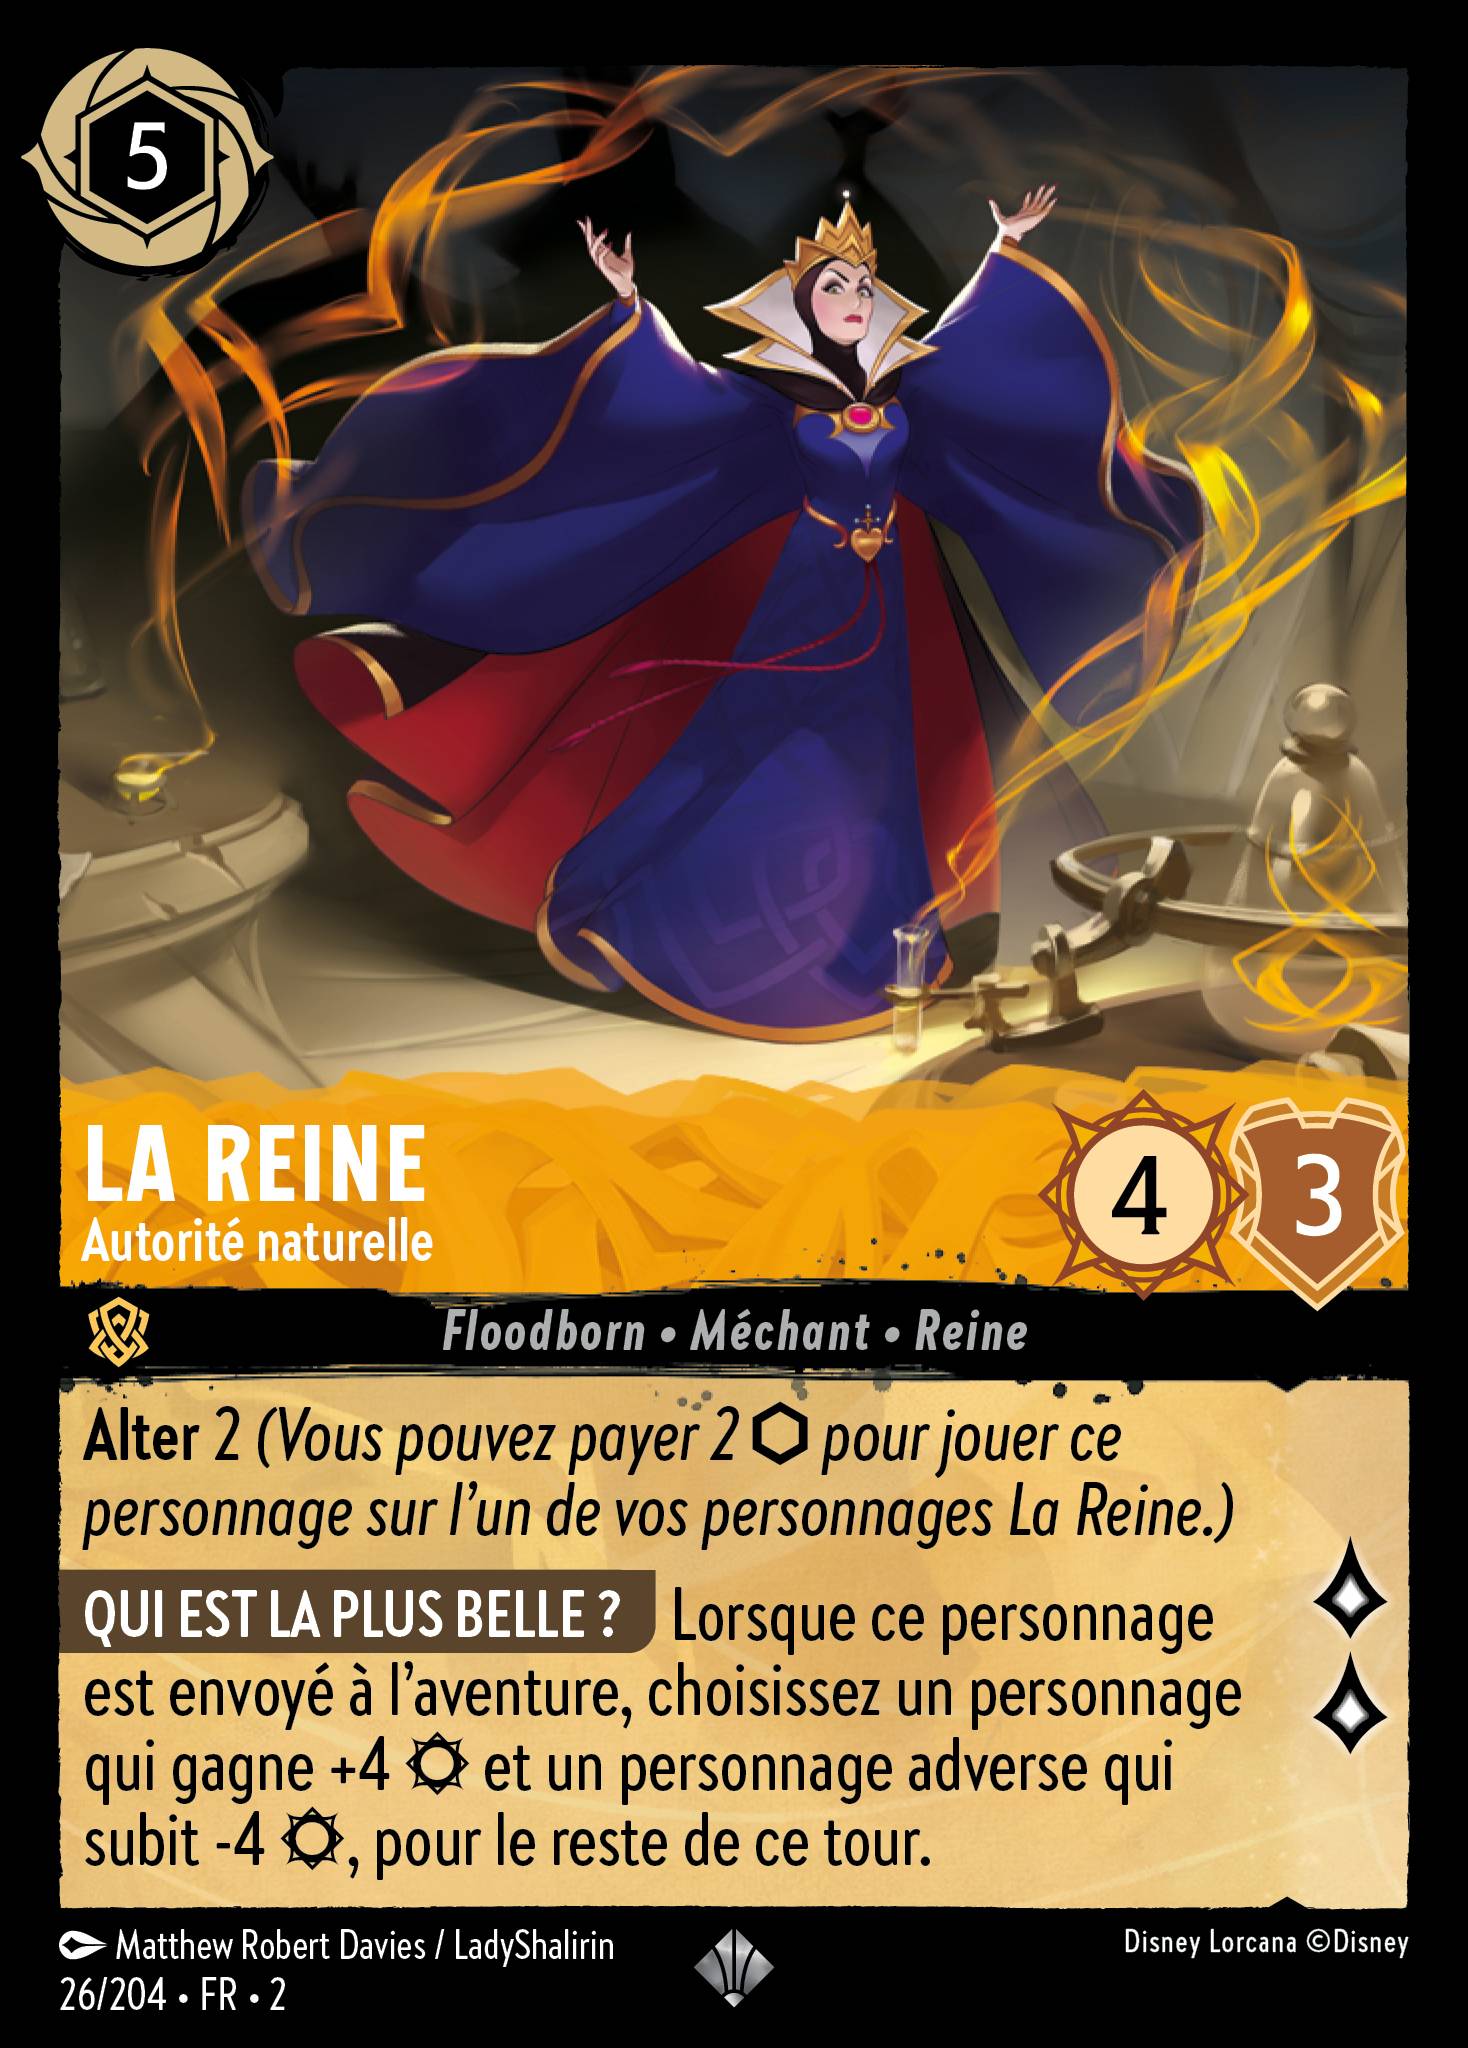 5
LA REINE
Autorité naturelle
4
3
Floodborn • Méchant • Reine
Alter 2 (Vous pouvez payer 2 ⬡ pour jouer ce
personnage sur l’un de vos personnages La Reine.)
QUI EST LA PLUS BELLE ? Lorsque ce personnage
est envoyé à l’aventure, choisissez un personnage
qui gagne +4 et un personnage adverse qui
subit -4 , pour le reste de ce tour.
Matthew Robert Davies / LadyShalirin
Disney Lorcana ©Disney
26/204 • FR • 2